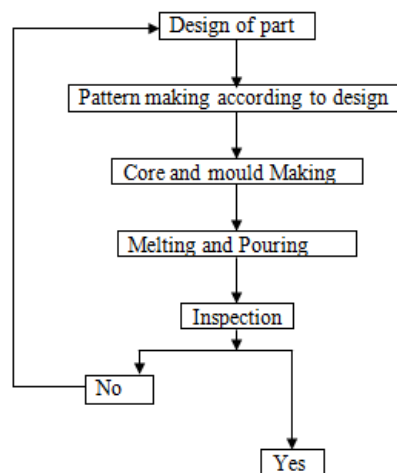 Design of part
Pattern making according to design
Core and mould Making
Melting and Pouring
Inspection
No
Yes